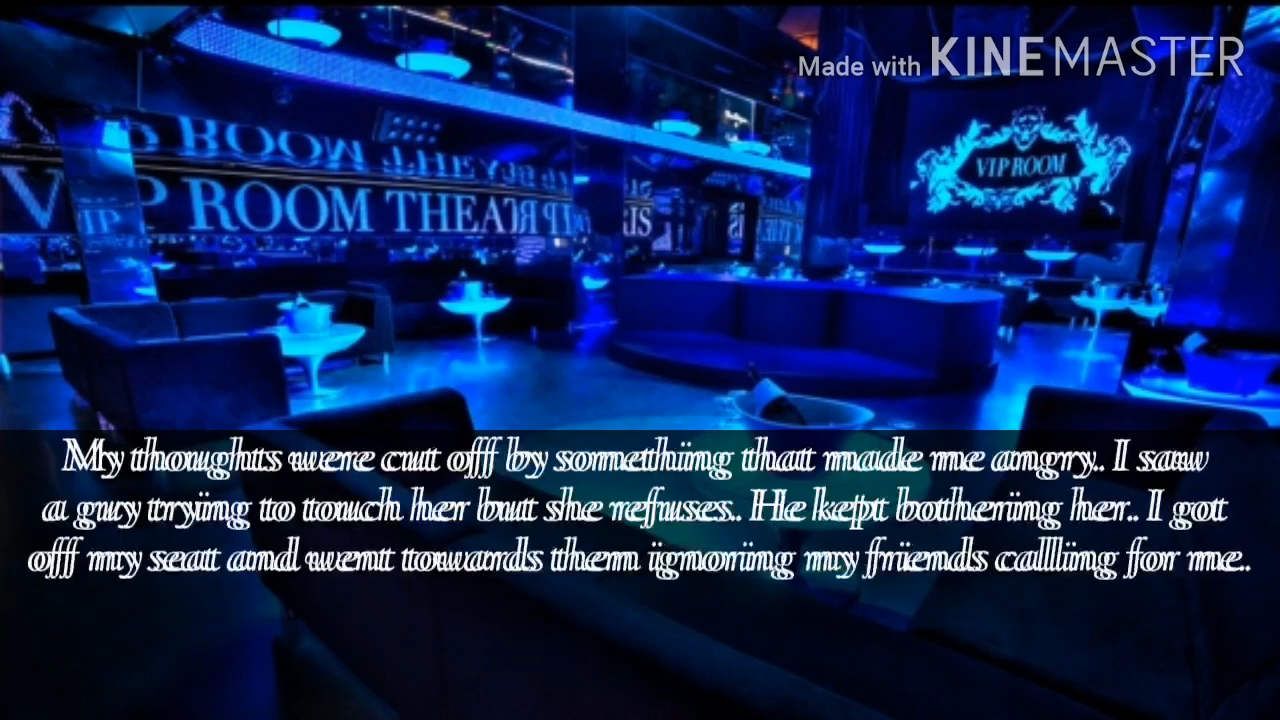 Made with KINEMASTER
VIP ROOM
P ROOM THEA
VIP
My thoughts were cut off by something that made me angry. I saw
a guy trying to touch her but she refuses. He kept bothering her. I got
off my seat and went towards them ignoring my friends calling for me.